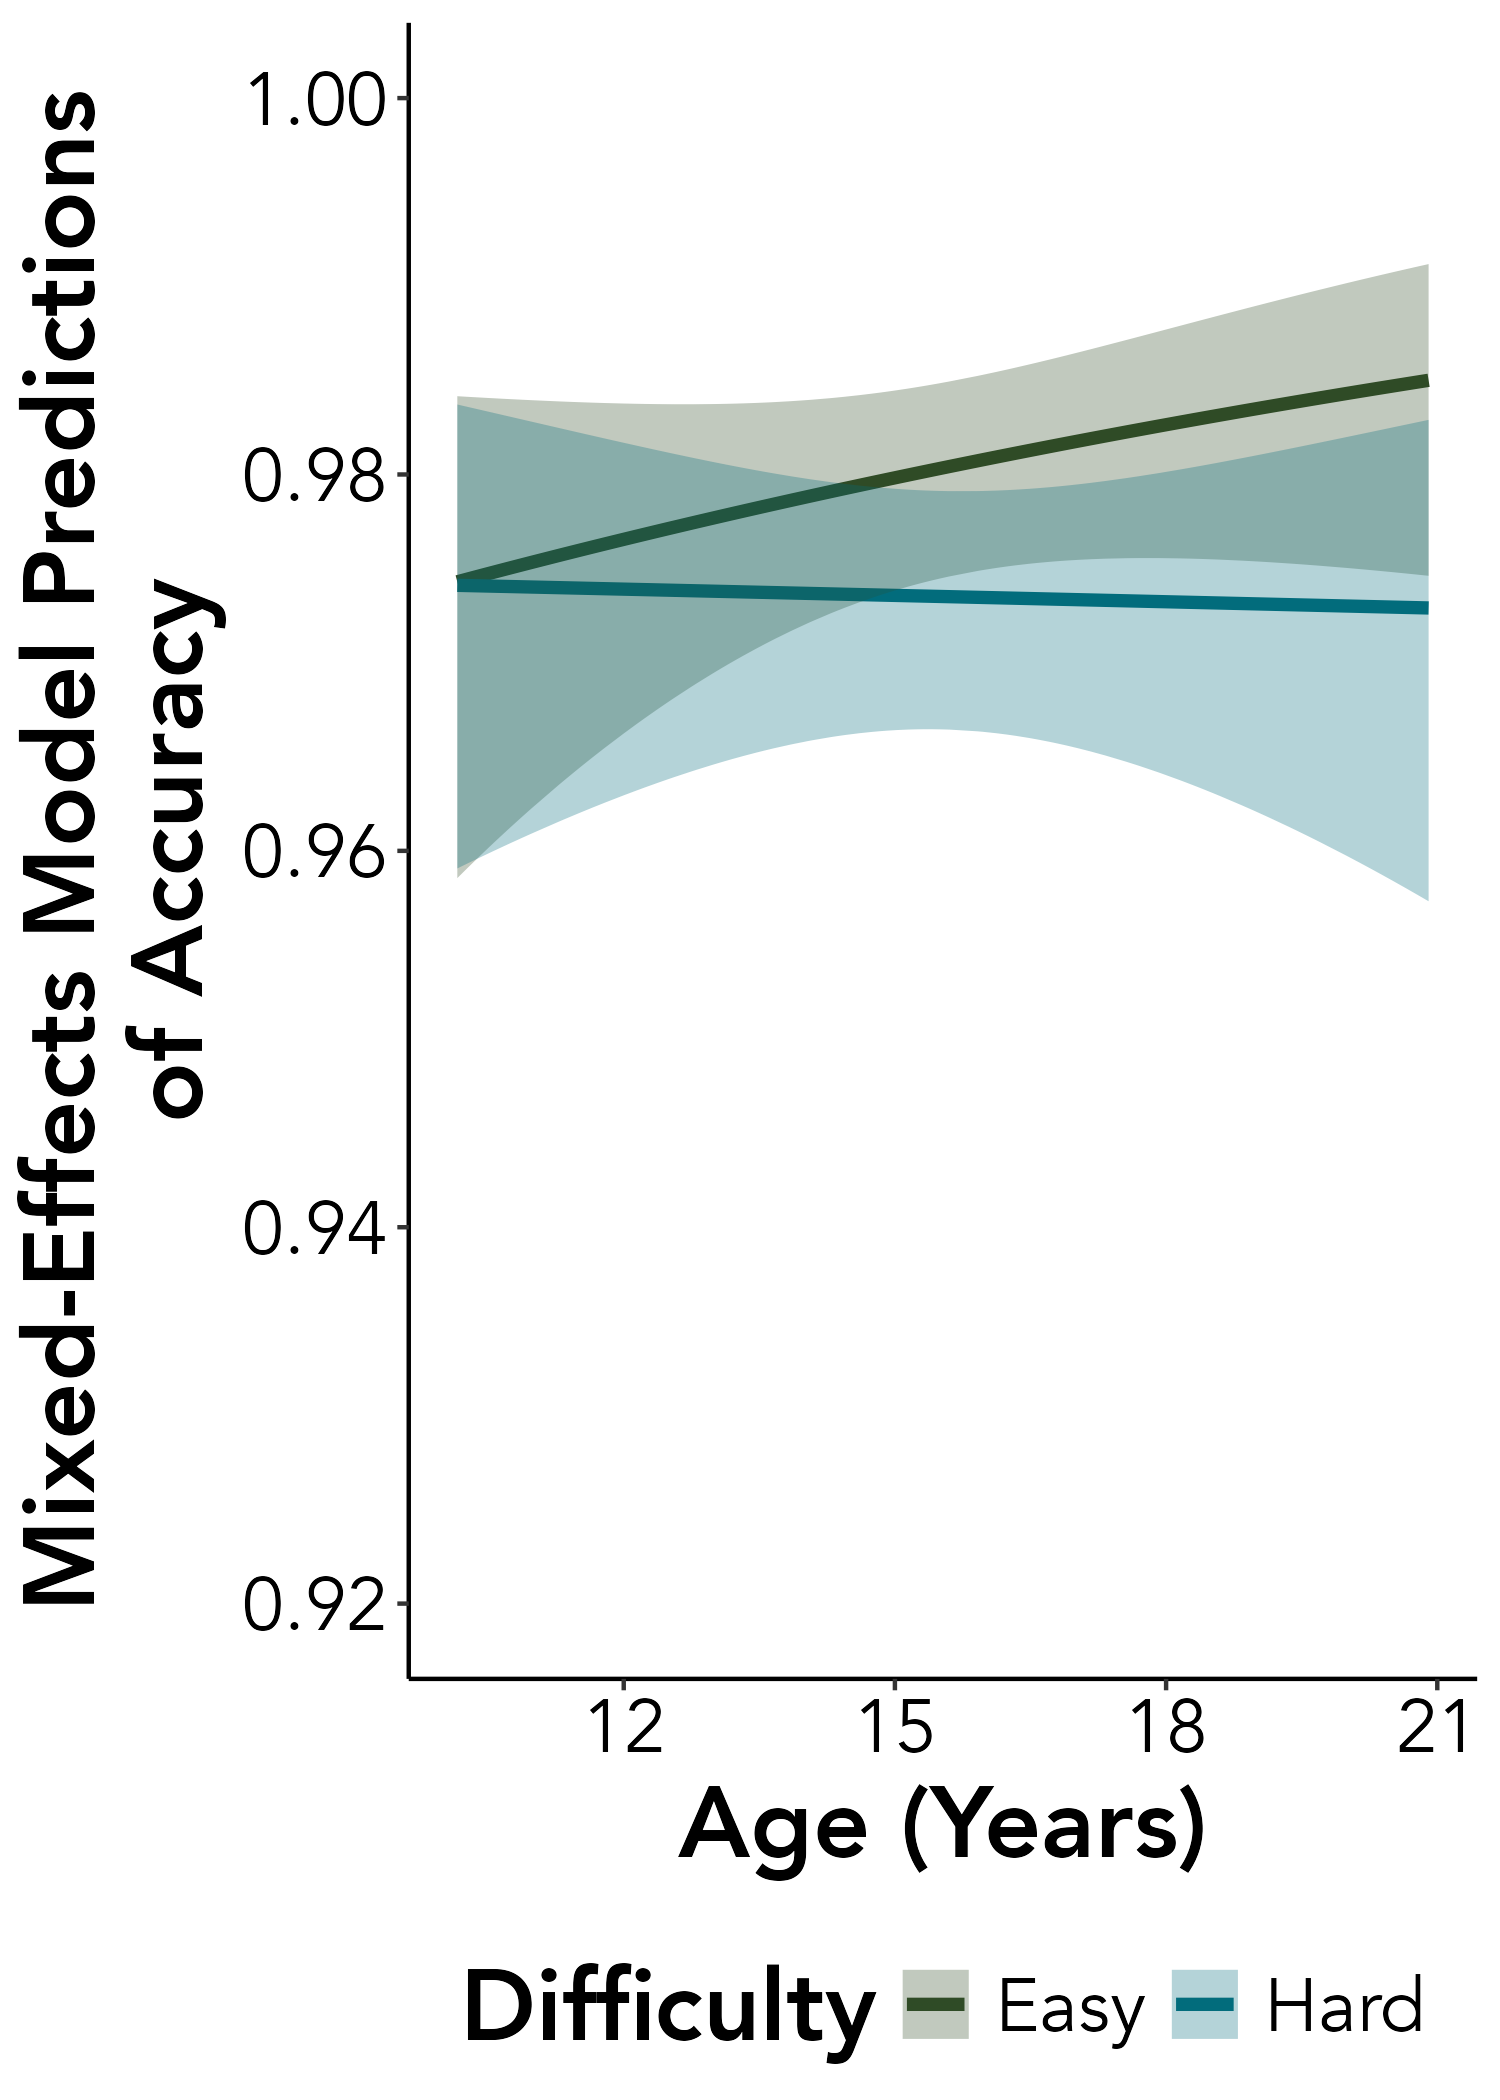 Mixed-Effects Model Predictions
of Accuracy
1.00
0.98
0.96
0.94
0.92
12 15 18 21
Age (Years)
Difficulty Easy Hard